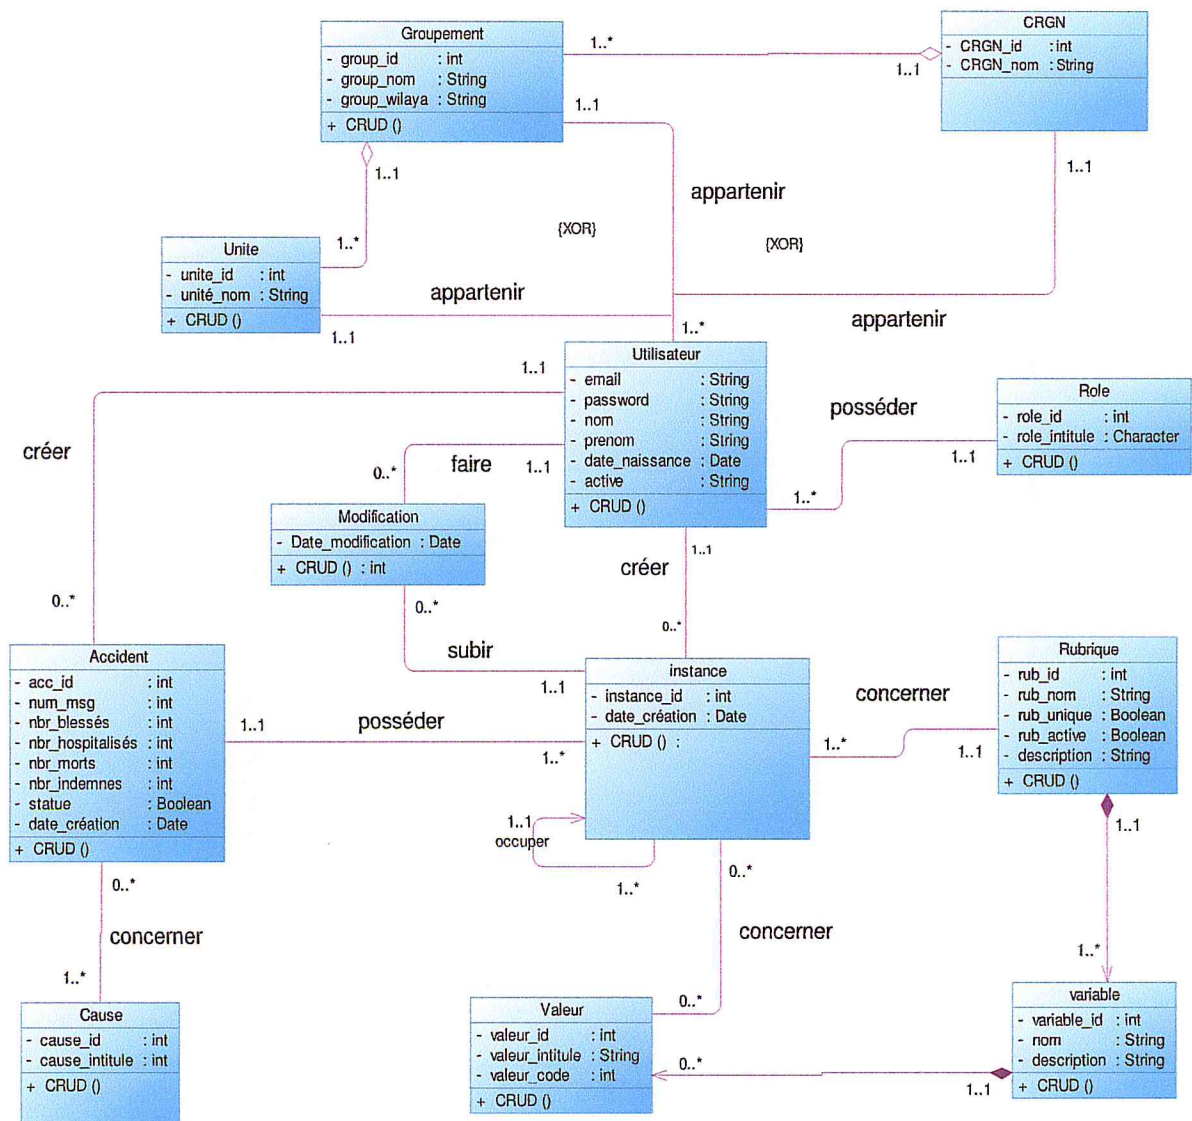 Groupement
- group_id : int
- group_nom : String
- group_wilaya : String
+ CRUD ()
CRGN
- CRGN_id : int
- CRGN_nom : String
1..*
1..1
1..1
1..1
1..1
appartenir
{XOR}
{XOR}
1..*
Unite
- unite_id : int
- unité_nom : String
+ CRUD ()
appartenir
1..1
appartenir
1..*
Utilisateur
- email : String
- password : String
- nom : String
- prenom : String
- date_naissance : Date
- active : String
+ CRUD ()
1..1
créer
0..*
faire
1..1
0..*
posséder
1..1
1..*
Role
- role_id : int
- role_intitule : Character
+ CRUD ()
Modification
- Date_modification : Date
+ CRUD () : int
0..*
subir
1..1
1..1
créer
0..*
Accident
- acc_id : int
- num_msg : int
- nbr_blessés : int
- nbr_hospitalisés : int
- nbr_morts : int
- nbr_indemnes : int
- statue : Boolean
- date_création : Date
+ CRUD ()
1..1
posséder
1..*
instance
- instance_id : int
- date_création : Date
+ CRUD () :
concerner
1..*
1..1
Rubrique
- rub_id : int
- rub_nom : String
- rub_unique : Boolean
- rub_active : Boolean
- description : String
+ CRUD ()
1..1
occuper
1..*
0..*
1..1
0..*
concerner
1..*
concerner
0..*
1..*
Cause
- cause_id : int
- cause_intitule : int
+ CRUD ()
Valeur
- valeur_id : int
- valeur_intitule : String
- valeur_code : int
+ CRUD ()
0..*
1..1
variable
- variable_id : int
- nom : String
- description : String
+ CRUD ()